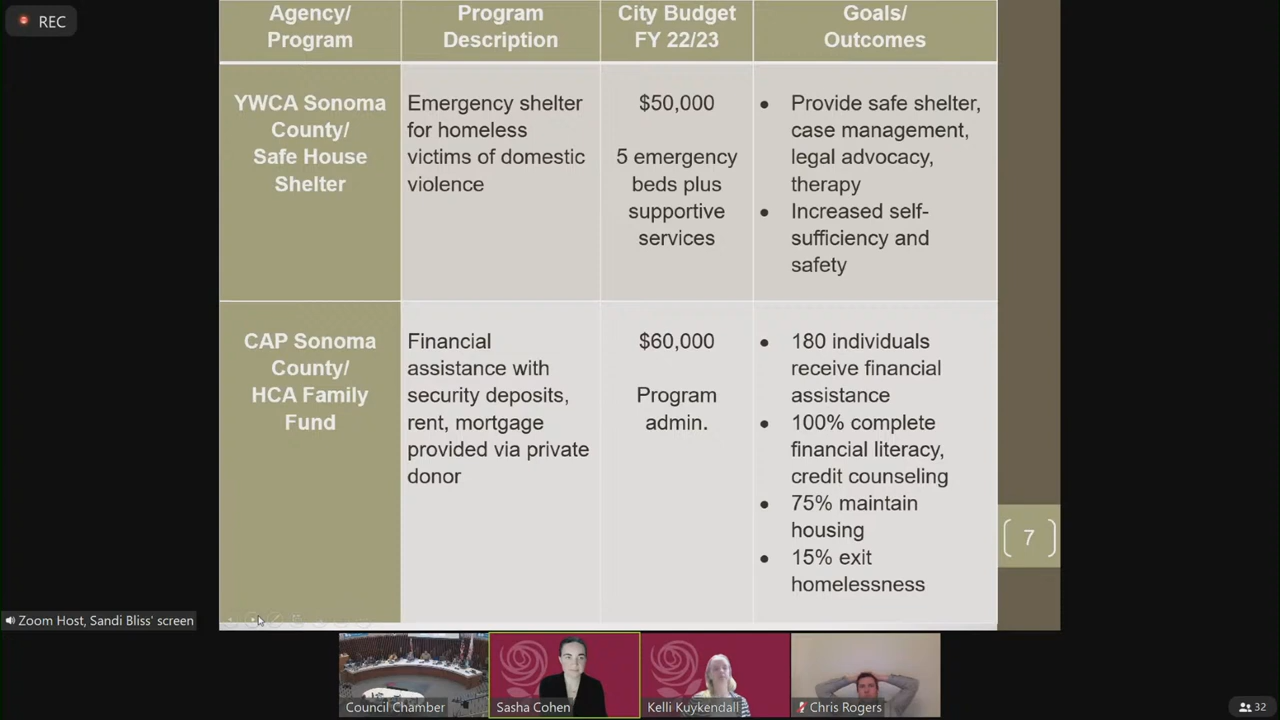 REC
Agency/
Program
Program
Description
City Budget
FY 22/23
Goals/
Outcomes
YWCA Sonoma
County/
Safe House
Shelter
Emergency shelter
for homeless
victims of domestic
violence
$50,000
5 emergency
beds plus
supportive
services
• Provide safe shelter,
case management,
legal advocacy,
therapy
• Increased self-
sufficiency and
safety
CAP Sonoma
County/
HCA Family
Fund
Financial
assistance with
security deposits,
rent, mortgage
provided via private
donor
$60,000
Program
admin.
• 180 individuals
receive financial
assistance
• 100% complete
financial literacy,
credit counseling
• 75% maintain
housing
• 15% exit
homelessness
7
Zoom Host, Sandi Bliss' screen
Council Chamber
Sasha Cohen
Kelli Kuykendall
Chris Rogers
32